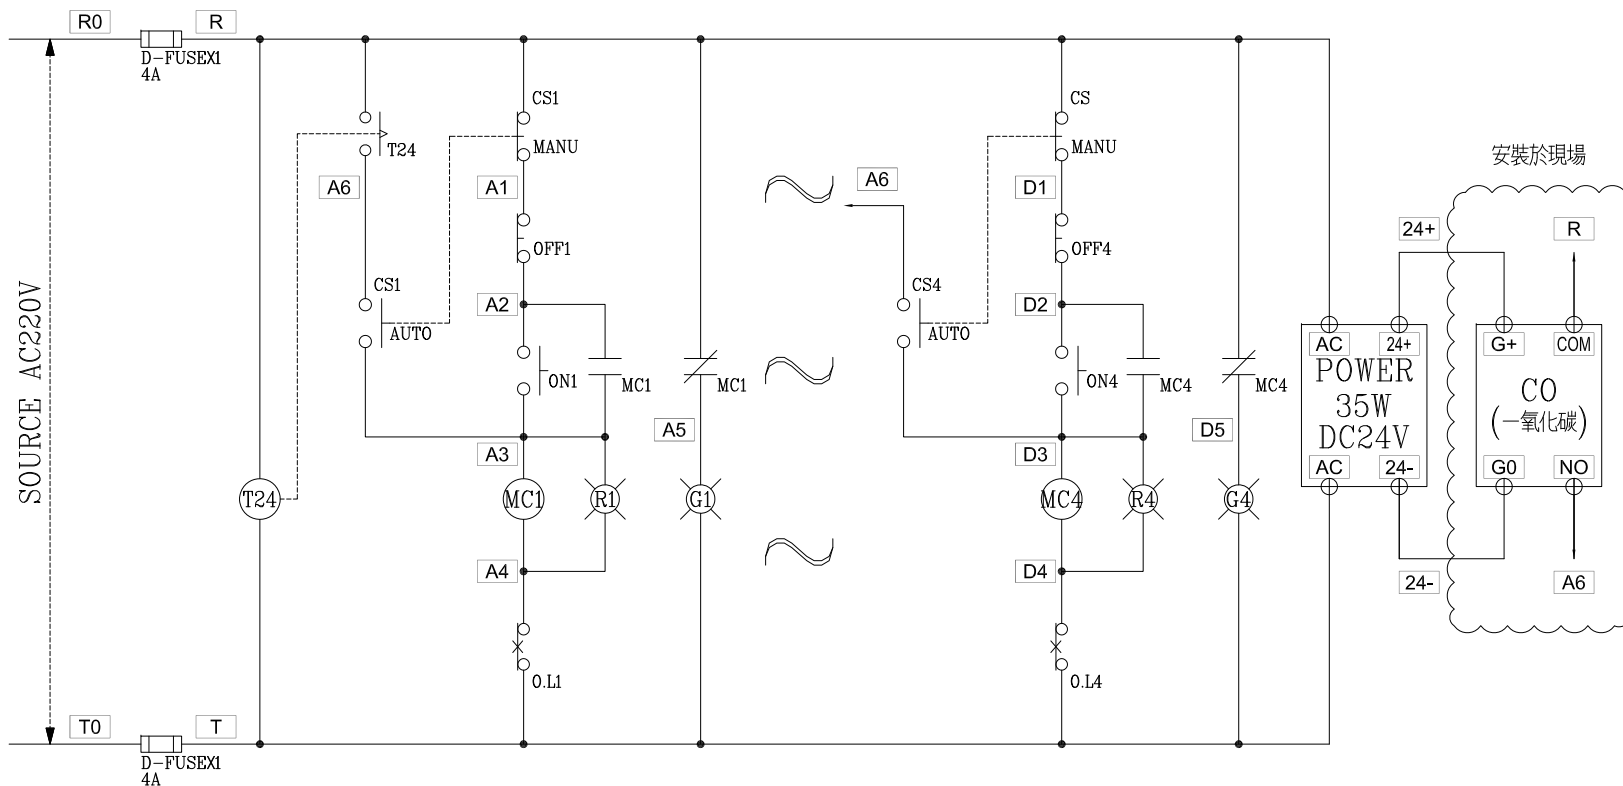 R0
R
D-FUSEX1
4A
SOURCE AC220V
T0
T
D-FUSEX1
4A
T24
T24
A6
CS1
AUTO
CS1
MANU
A1
OFF1
A2
ON1
MC1
A3
MC1
R1
A4
O.L1
MC1
A5
G1
A6
CS4
AUTO
CS
MANU
D1
OFF4
D2
ON4
MC4
D3
MC4
R4
D4
O.L4
MC4
D5
G4
AC
24+
POWER
35W
DC24V
AC
24-
24+
24-
安裝於現場
R
G+
COM
CO
(一氧化碳)
G0
NO
A6